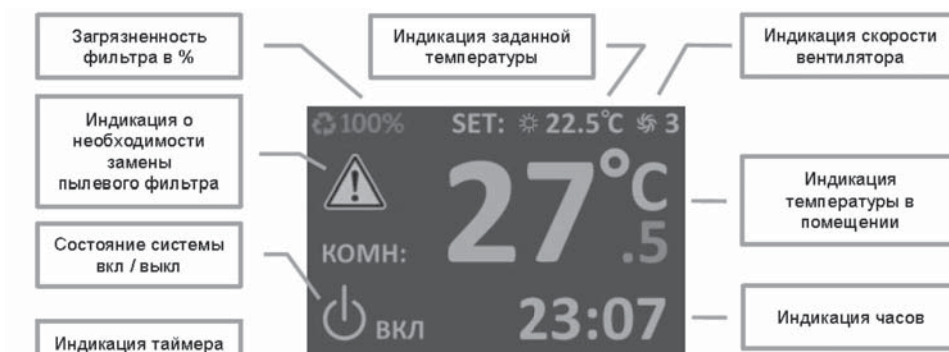 Загрязненность
фильтра в %
Индикация заданной
температуры
Индикация скорости
вентилятора
Индикация о
необходимости
замены
пылевого фильтра
100% SET: 22.5°C 3
27°C
.5
Индикация
температуры в
помещении
КОМН:
Состояние системы
вкл / выкл
ВКЛ 23:07
Индикация часов
Индикация таймера